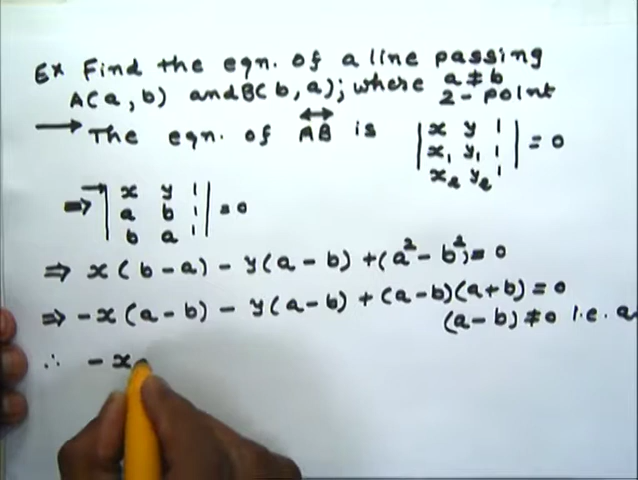 Ex Find the eqn. of a line passing
A(a, b) and B(b, a); where a ≠ b
2 - point
→ The eqn. of AB is | x y 1 | = 0
| x₁ y₁ 1 |
| x₂ y₂ 1 |
⇒ | x y 1 | = 0
| a b 1 |
| b a 1 |
⇒ x(b - a) - y(a - b) + (a² - b²) = 0
⇒ -x(a - b) - y(a - b) + (a - b)(a + b) = 0
(a - b) ≠ 0 i.e. a
∴ - x